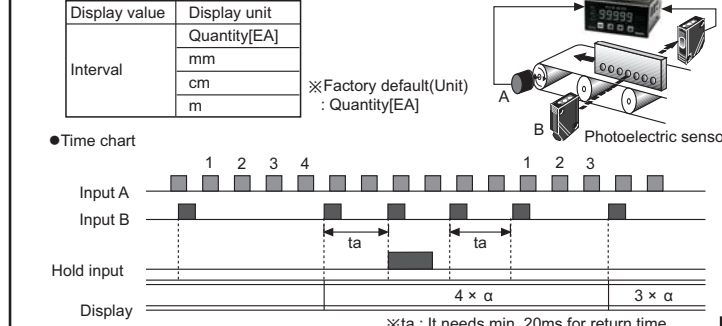 Display value Display unit
Interval
Quantity[EA]
mm
cm
m
※Factory default(Unit)
: Quantity[EA]
99999
A
B
Photoelectric senso
●Time chart
1 2 3 4 1 2 3
Input A
Input B
ta ta
Hold input
4 × α 3 × α
Display
※ta : It needs min. 20ms for return time